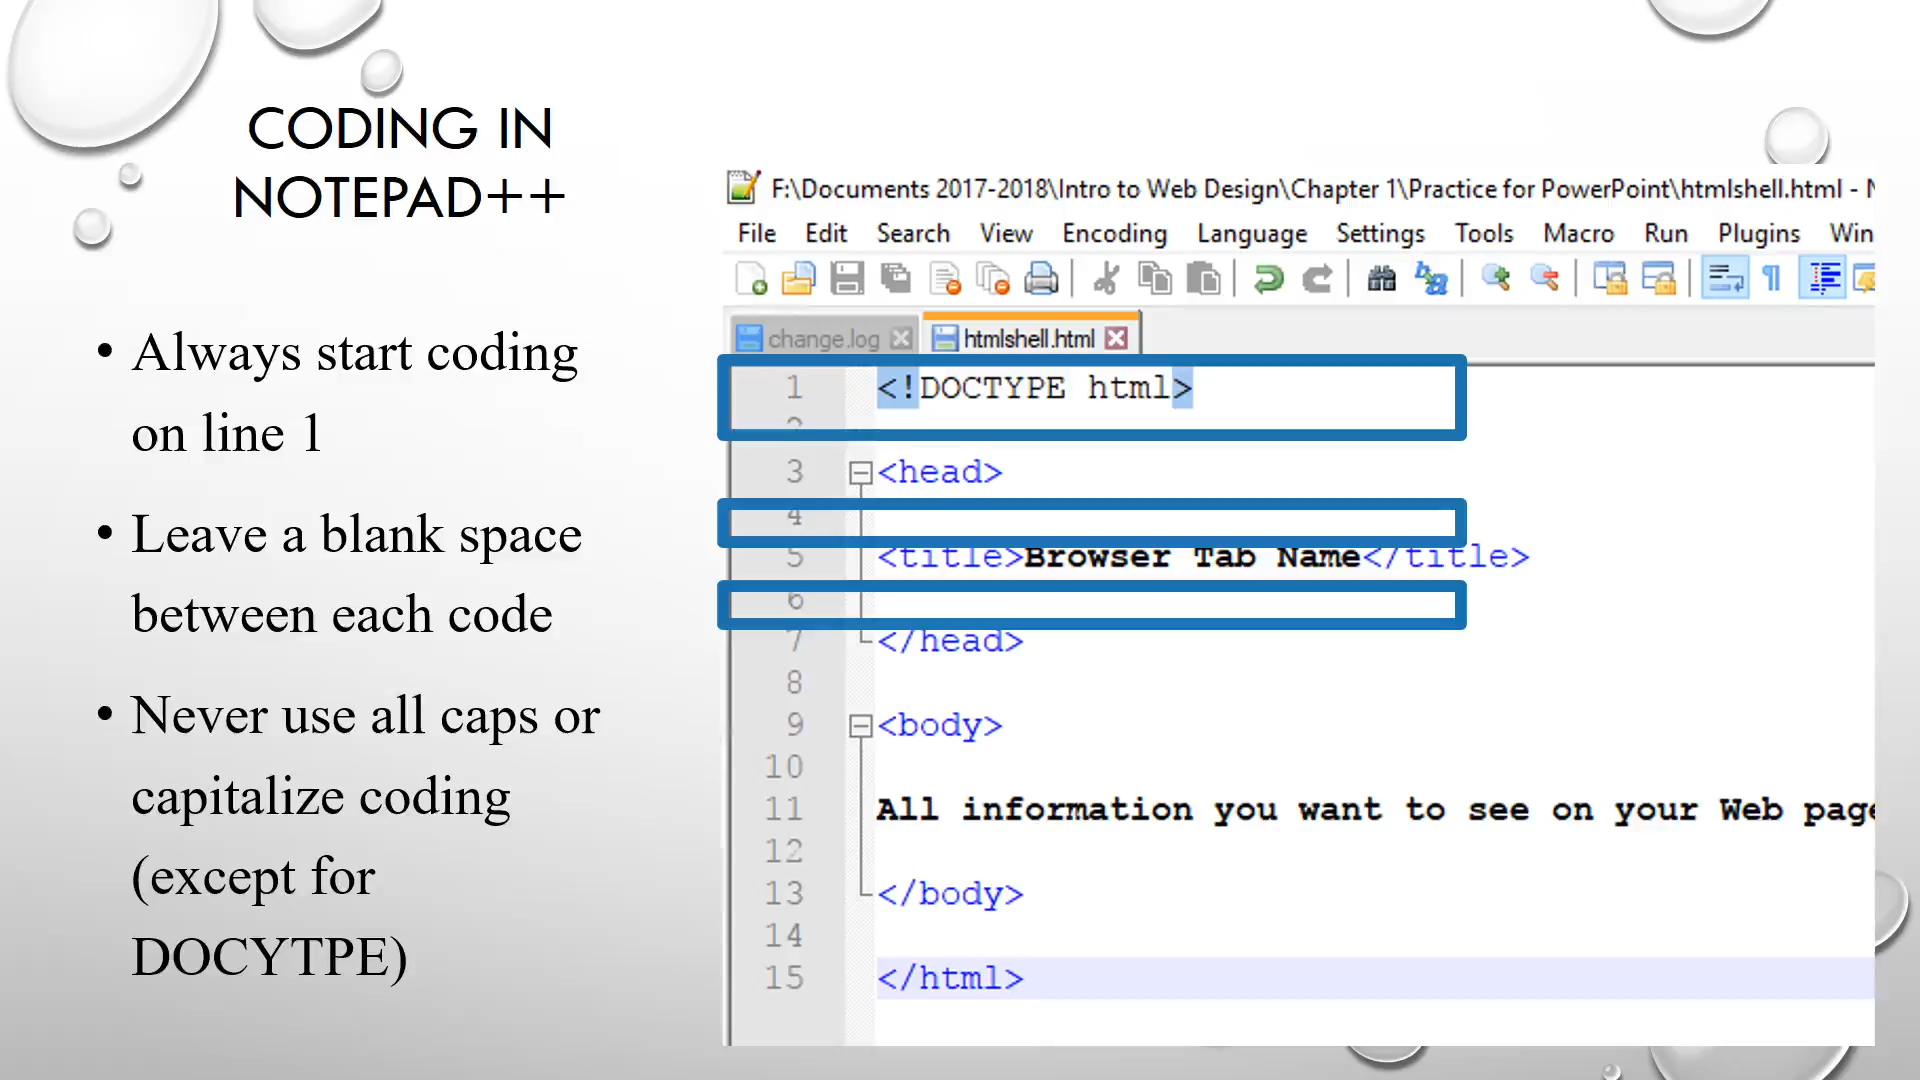 CODING IN
NOTEPAD++
• Always start coding
on line 1
• Leave a blank space
between each code
• Never use all caps or
capitalize coding
(except for
DOCYTPE)
F:\Documents 2017-2018\Intro to Web Design\Chapter 1\Practice for PowerPoint\htmlshell.html - N
File Edit Search View Encoding Language Settings Tools Macro Run Plugins Win
change.log htmlshell.html
1 <!DOCTYPE html>
2
3 <head>
4
5 <title>Browser Tab Name</title>
6
7 </head>
8
9 <body>
10
11 All information you want to see on your Web page
12
13 </body>
14
15 </html>